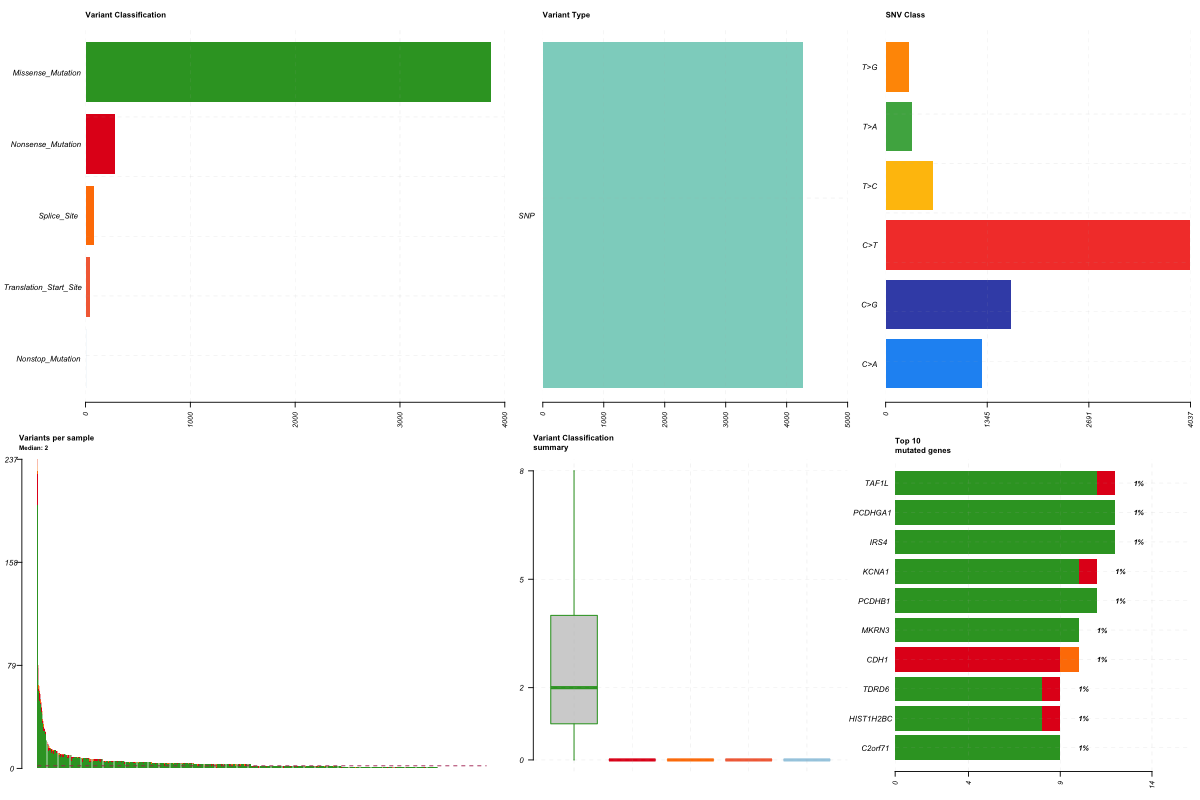 Variant Classification
Missense_Mutation
Nonsense_Mutation
Splice_Site
Translation_Start_Site
Nonstop_Mutation
0
1000
2000
3000
4000
Variant Type
SNP
0
1000
2000
3000
4000
5000
SNV Class
T>G
T>A
T>C
C>T
C>G
C>A
0
1345
2691
4037
Variants per sample
Median: 2
237
158
79
0
Variant Classification
summary
8
5
2
0
Top 10
mutated genes
TAF1L 1%
PCDHGA1 1%
IRS4 1%
KCNA1 1%
PCDHB1 1%
MKRN3 1%
CDH1 1%
TDRD6 1%
HIST1H2BC 1%
C2orf71 1%
0
4
9
14